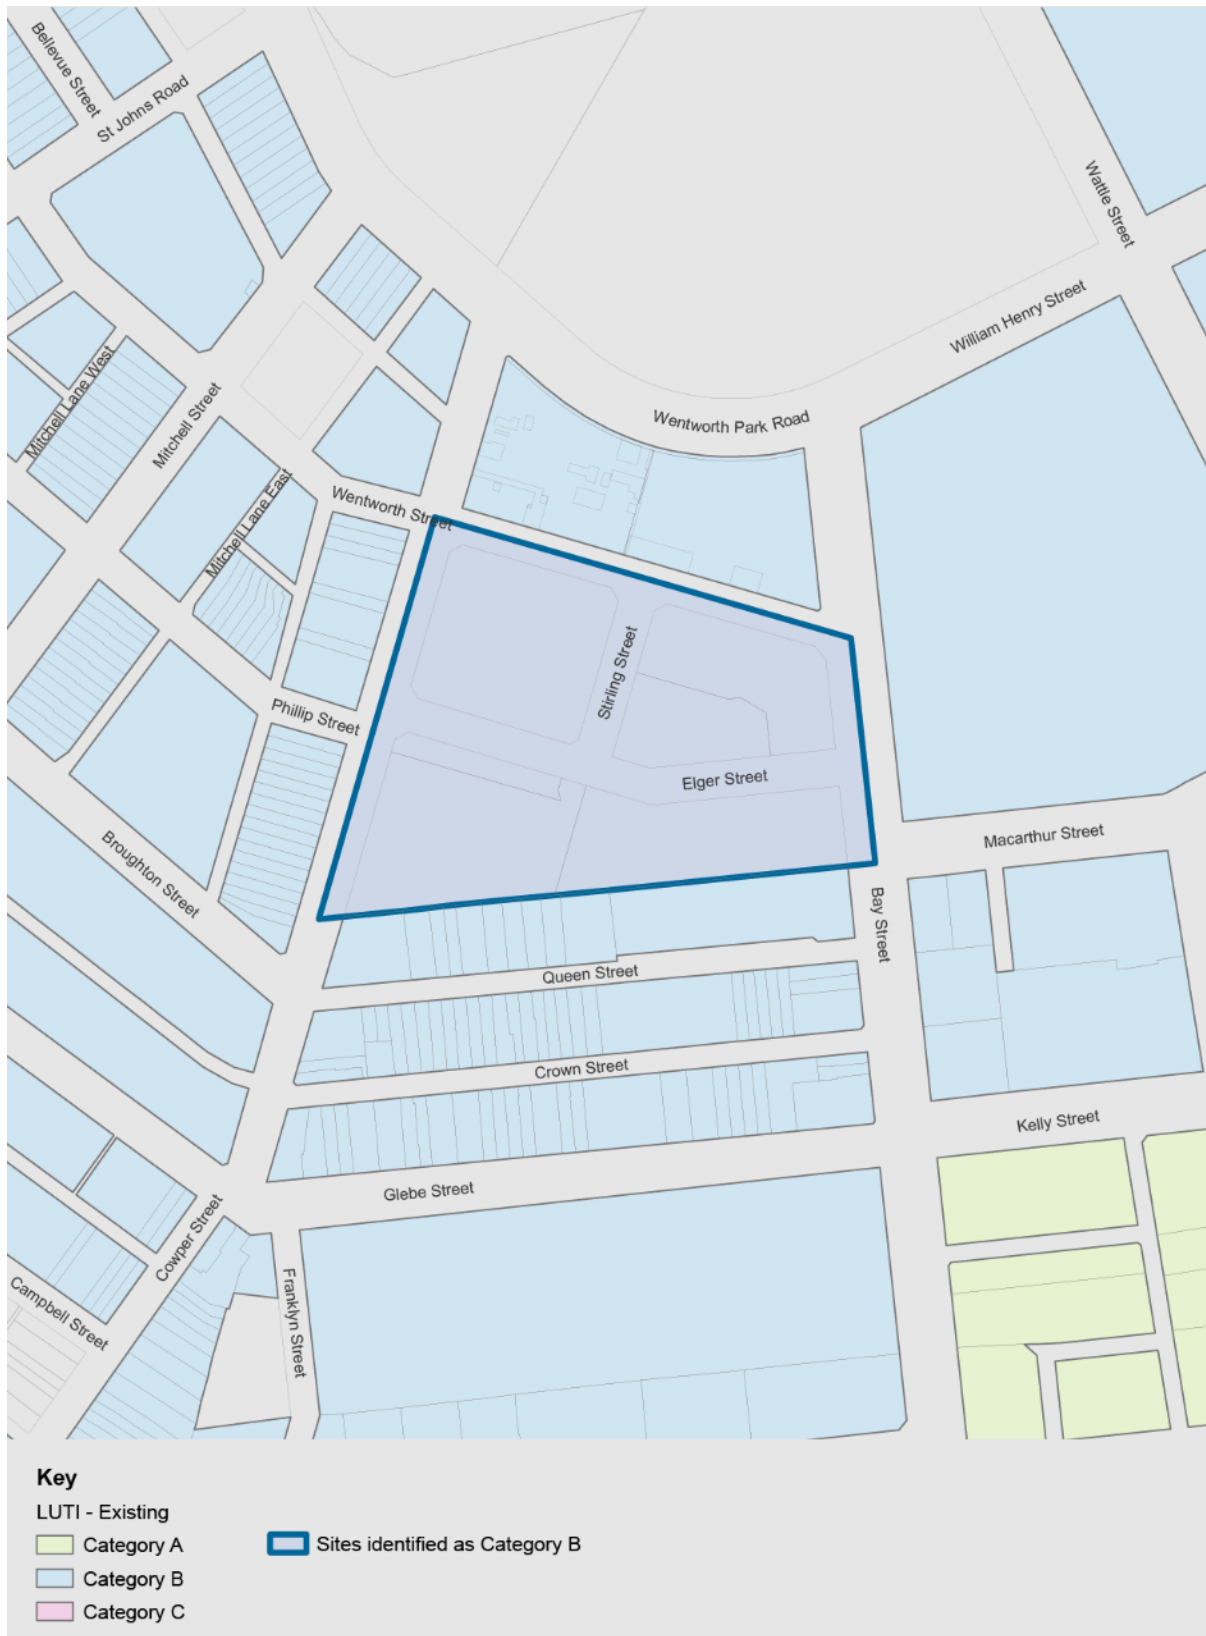 Bellevue Street
St Johns Road
Wattle Street
William Henry Street
Mitchell Lane West
Mitchell Street
Wentworth Park Road
Mitchell Lane East
Wentworth Street
Stirling Street
Phillip Street
Elger Street
Broughton Street
Macarthur Street
Bay Street
Queen Street
Crown Street
Kelly Street
Glebe Street
Cowper Street
Campbell Street
Franklyn Street
Key
LUTI - Existing
Category A
Sites identified as Category B
Category B
Category C